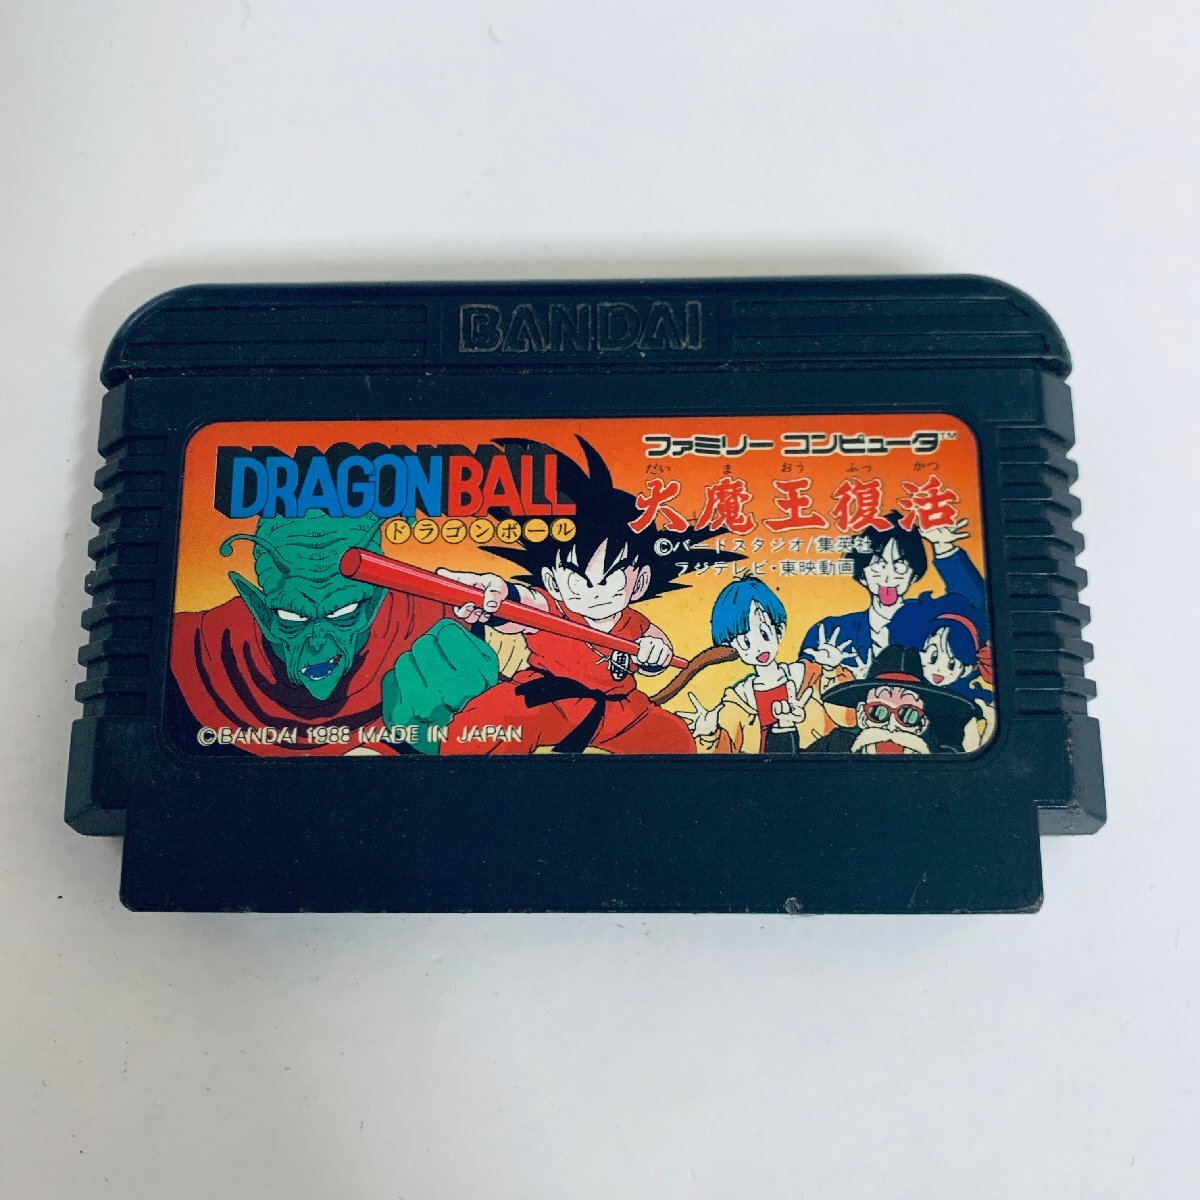 BANDAI
DRAGON BALL
ドラゴンボール
ファミリー コンピュータ™
だい ま おう ふっ かつ
大魔王復活
©バードスタジオ/集英社
フジテレビ・東映動画
©BANDAI 1988 MADE IN JAPAN